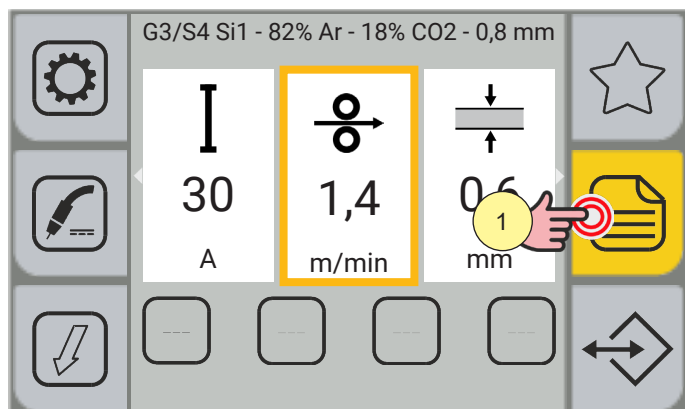 G3/S4 Si1 - 82% Ar - 18% CO2 - 0,8 mm
30
1,4
0,6
A
m/min
mm
1
--- --- --- ---